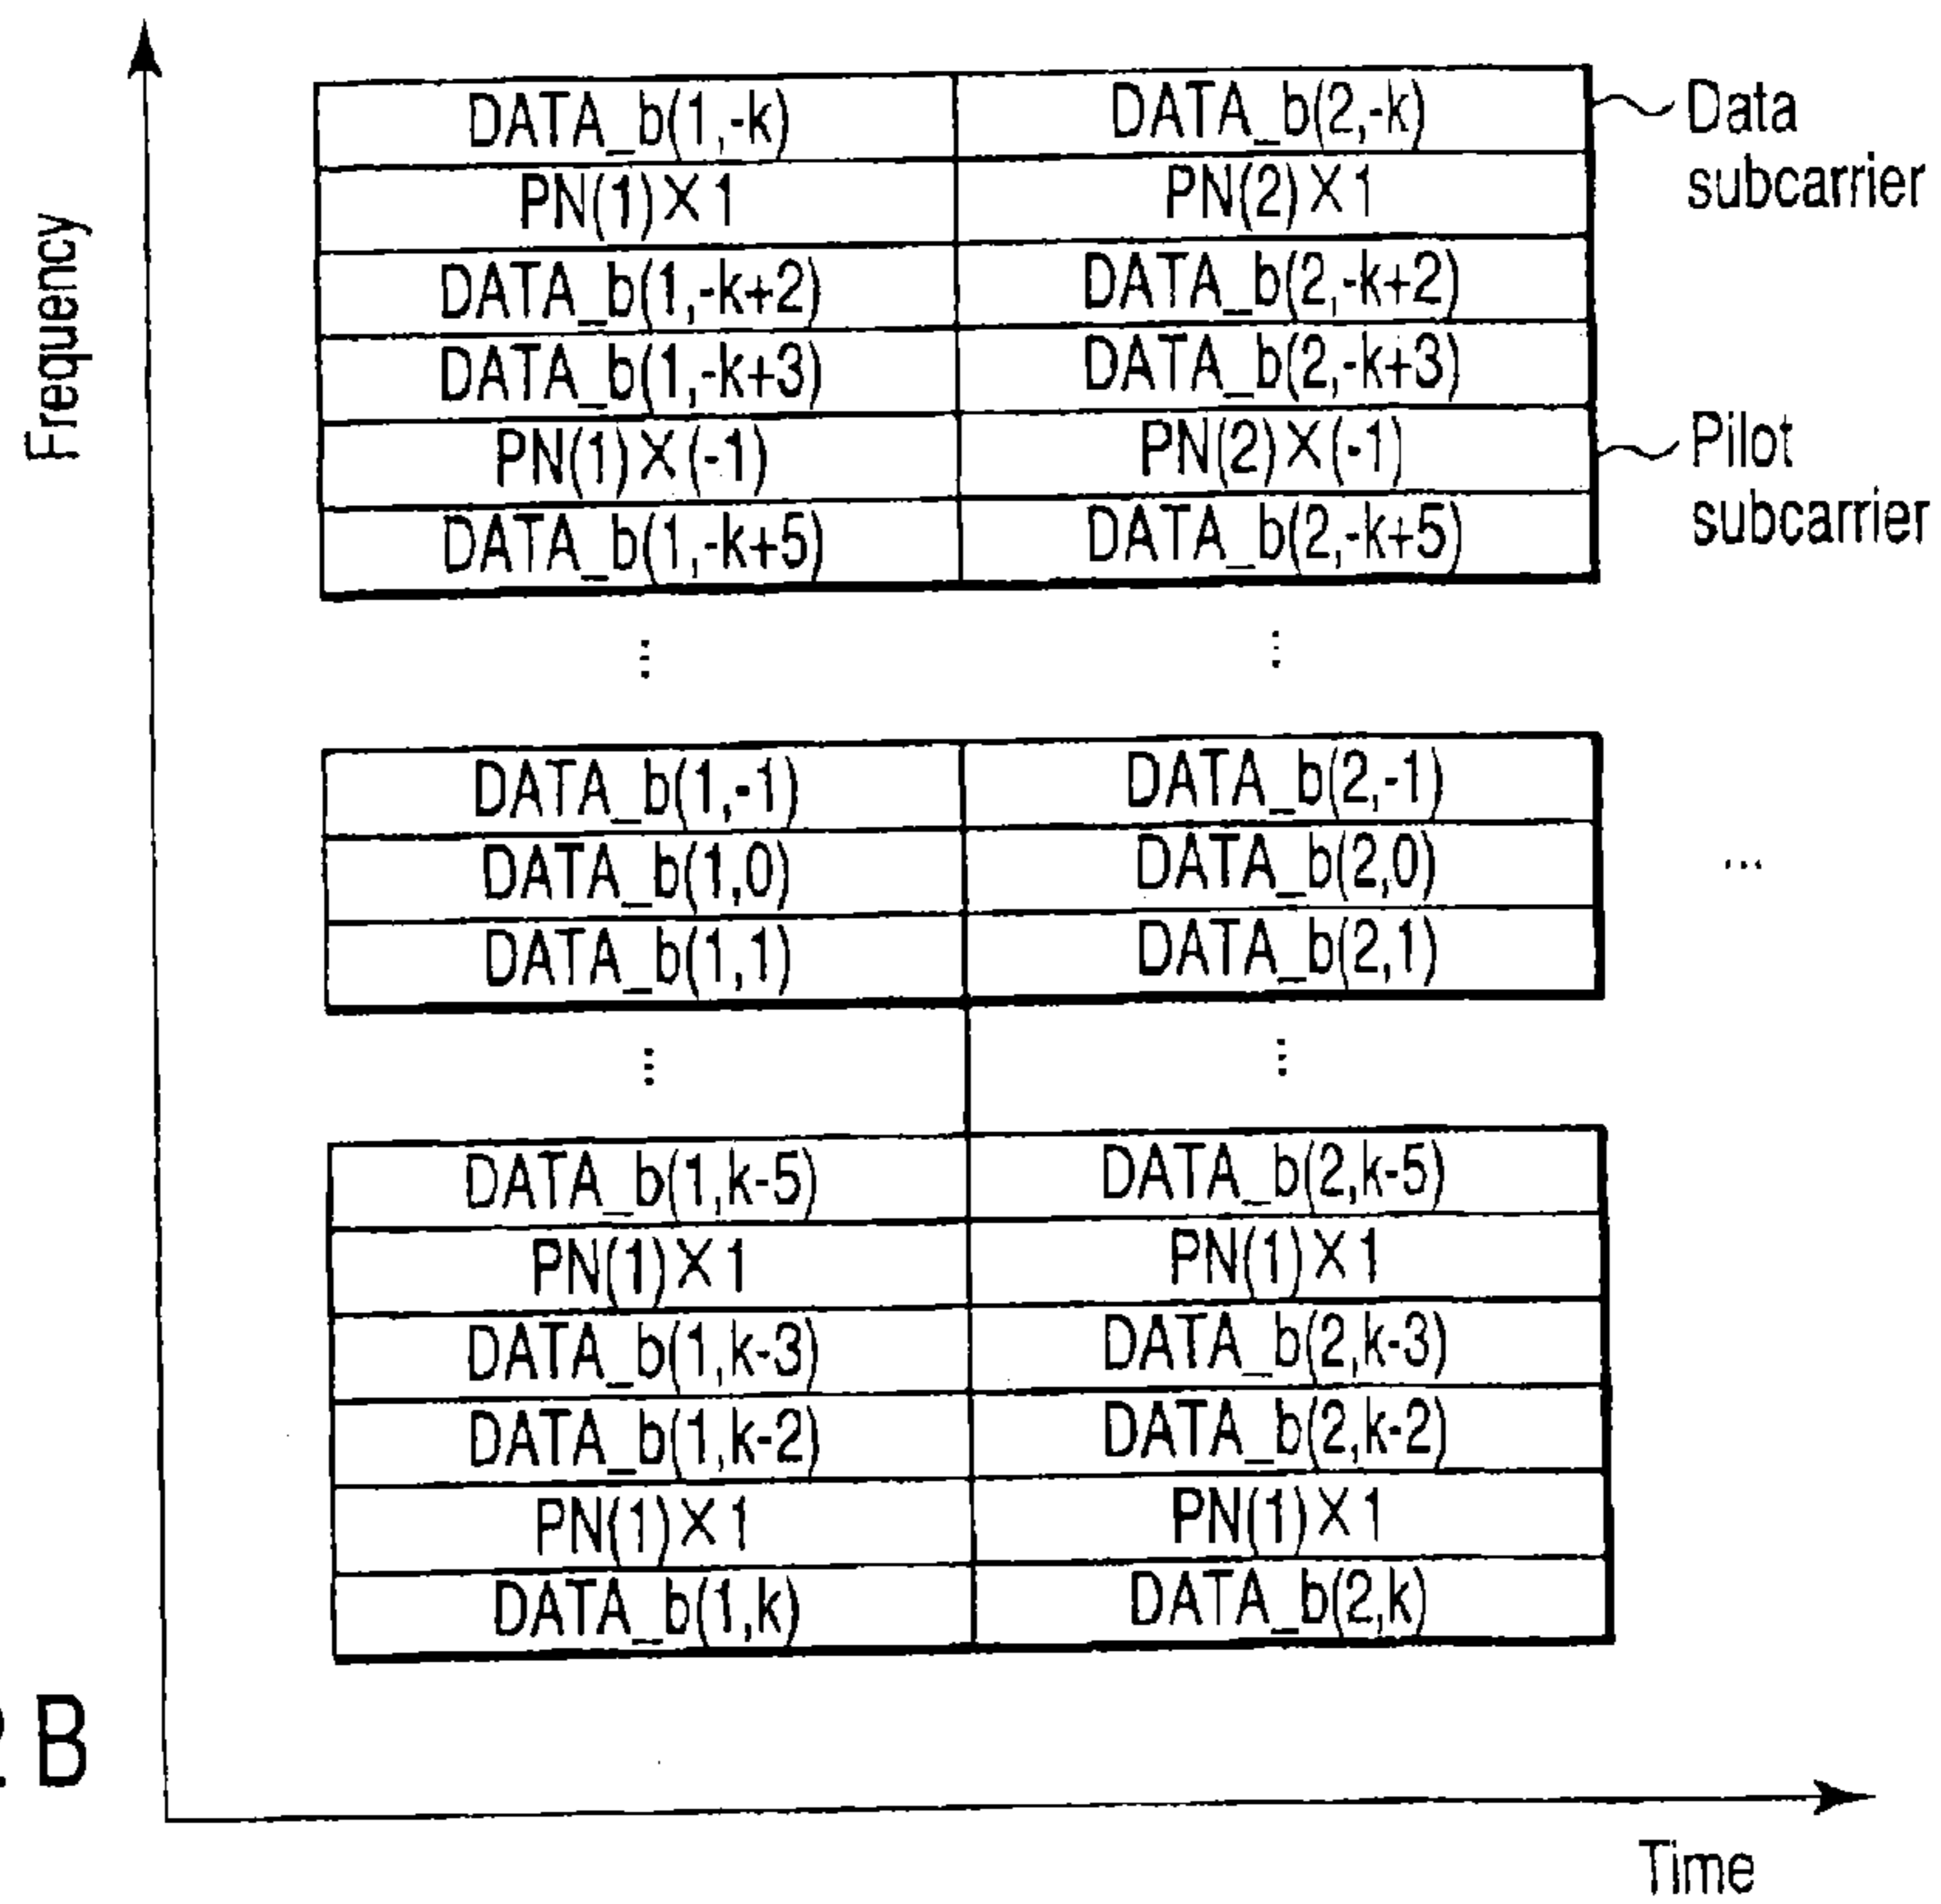 Frequency
DATA_b(1,-k) DATA_b(2,-k)
Data
subcarrier
PN(1)X1 PN(2)X1
DATA_b(1,-k+2) DATA_b(2,-k+2)
DATA_b(1,-k+3) DATA_b(2,-k+3)
PN(1)X(-1) PN(2)X(-1)
Pilot
subcarrier
DATA_b(1,-k+5) DATA_b(2,-k+5)
⋮ ⋮
DATA_b(1,-1) DATA_b(2,-1)
DATA_b(1,0) DATA_b(2,0) ...
DATA_b(1,1) DATA_b(2,1)
⋮ ⋮
DATA_b(1,k-5) DATA_b(2,k-5)
PN(1)X1 PN(1)X1
DATA_b(1,k-3) DATA_b(2,k-3)
DATA_b(1,k-2) DATA_b(2,k-2)
PN(1)X1 PN(1)X1
DATA_b(1,k) DATA_b(2,k)
B
Time